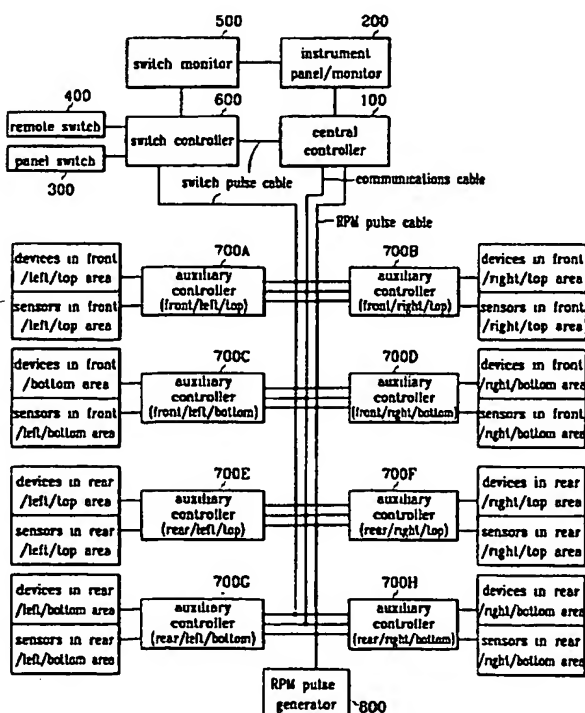 500
200
switch monitor
instrument
panel/monitor
400
600
100
remote switch
switch controller
central
controller
panel switch
300
switch pulse cable
communications cable
RPM pulse cable
devices in front
/left/top area
sensors in front
/left/top area
700A
auxiliary
controller
(front/left/top)
700B
auxiliary
controller
(front/right/top)
devices in front
/right/top area
sensors in front
/right/top area
devices in front
/bottom area
sensors in front
/left/bottom area
700C
auxiliary
controller
(front/left/bottom)
700D
auxiliary
controller
(front/right/bottom)
devices in front
/right/bottom area
sensors in front
/right/bottom area
devices in rear
/left/top area
sensors in rear
/left/top area
700E
auxiliary
controller
(rear/left/top)
700F
auxiliary
controller
(rear/right/top)
devices in rear
/right/top area
sensors in rear
/right/top area
devices in rear
/left/bottom area
sensors in rear
/left/bottom area
700G
auxiliary
controller
(rear/left/bottom)
700H
auxiliary
controller
(rear/right/bottom)
devices in rear
/right/bottom area
sensors in rear
/right/bottom area
RPM pulse
generator
800